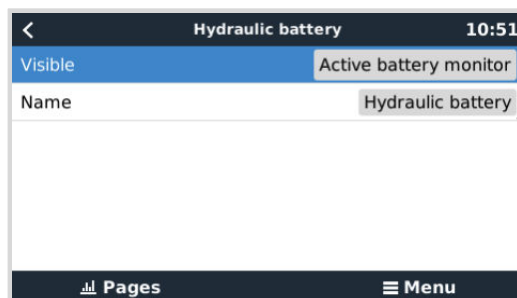 Hydraulic battery 10:51
Visible Active battery monitor
Name Hydraulic battery
Pages Menu